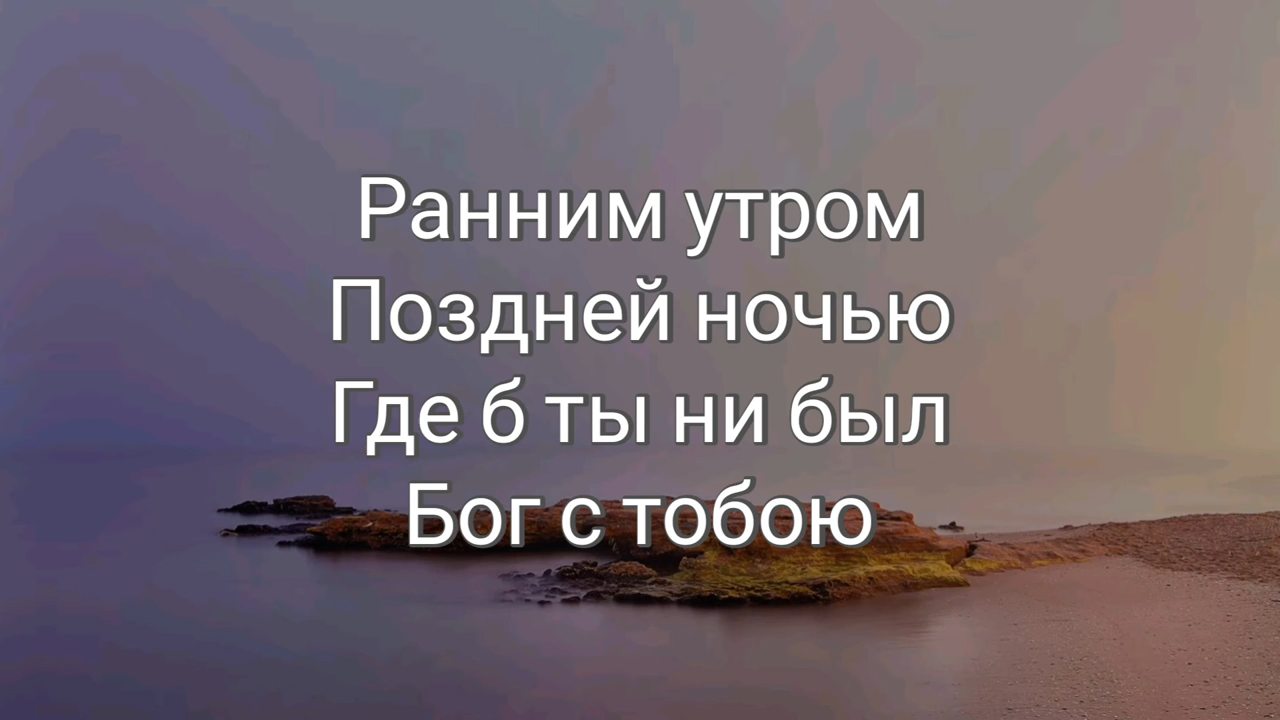 Ранним утром
Поздней ночью
Где б ты ни был
Бог с тобою